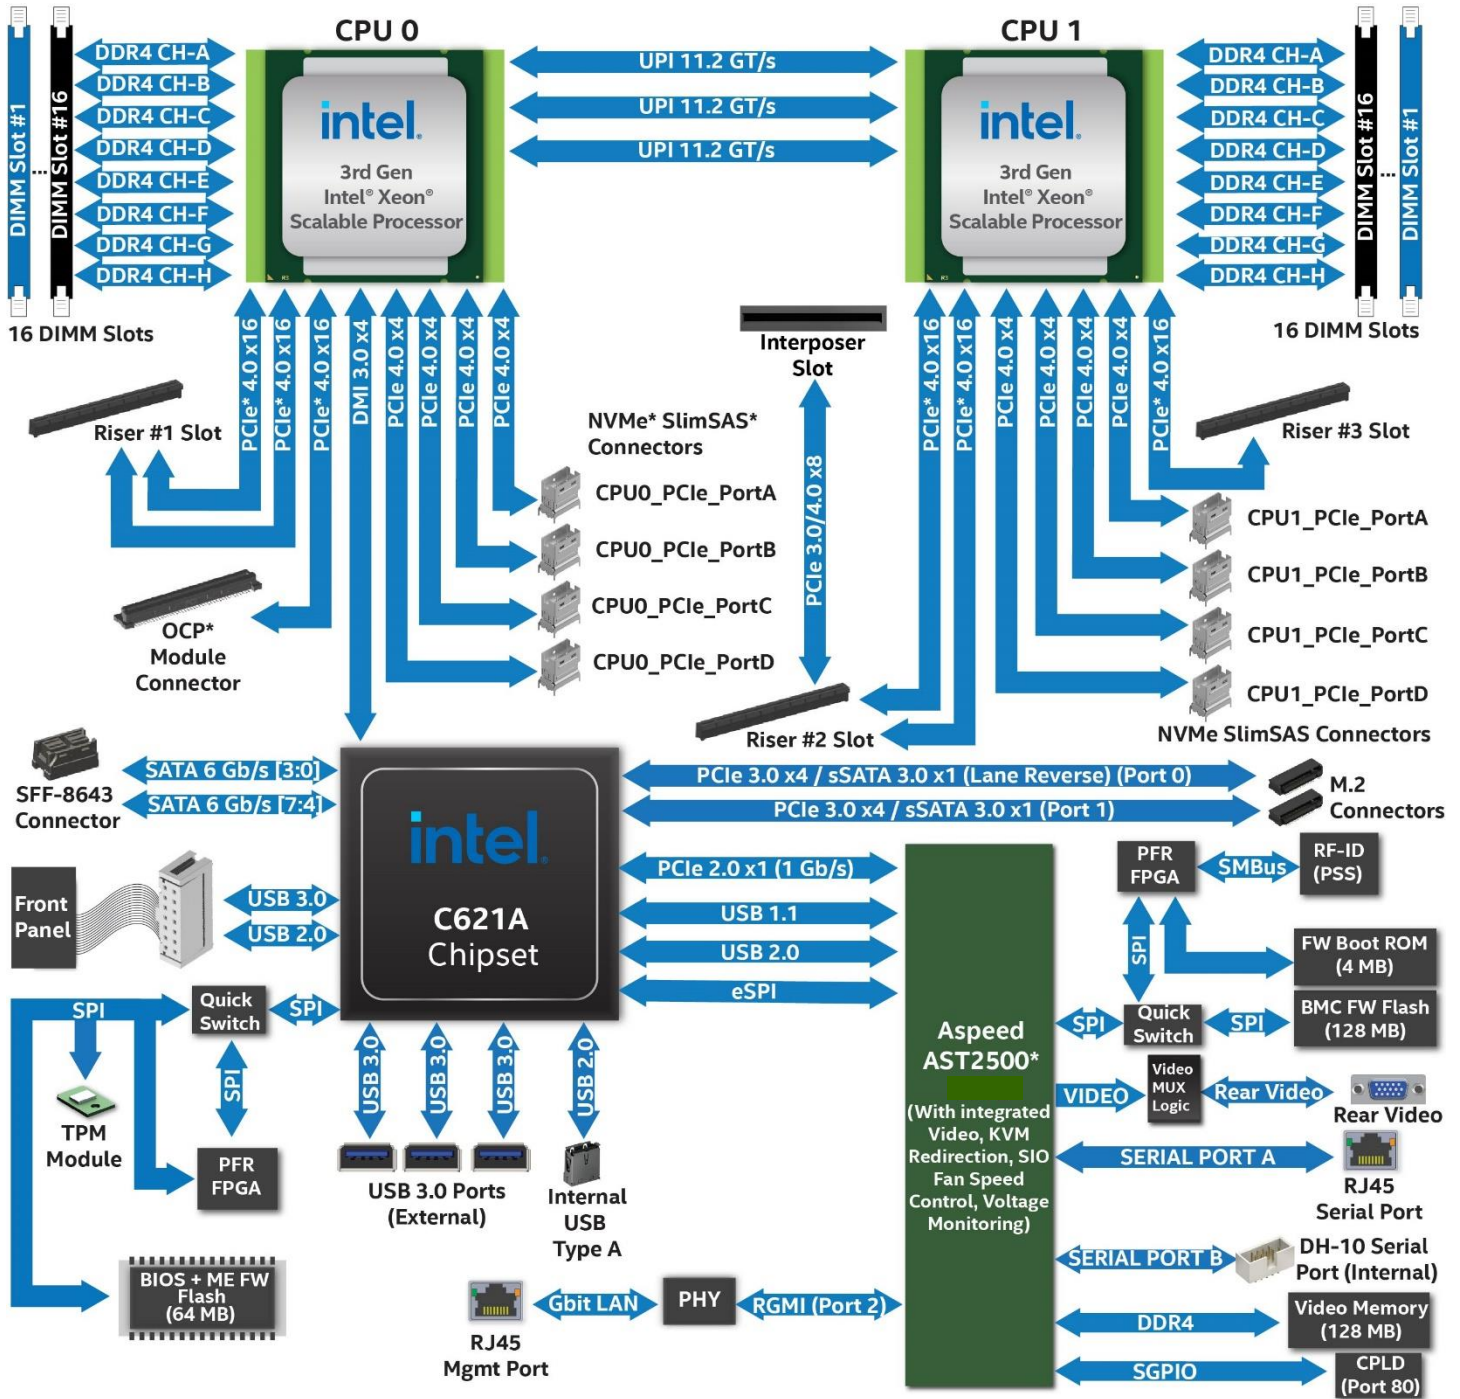 CPU 0
CPU 1
DIMM Slot #1
...
DIMM Slot #16
DDR4 CH-A
DDR4 CH-B
DDR4 CH-C
DDR4 CH-D
DDR4 CH-E
DDR4 CH-F
DDR4 CH-G
DDR4 CH-H
16 DIMM Slots
intel.
3rd Gen
Intel® Xeon®
Scalable Processor
UPI 11.2 GT/s
UPI 11.2 GT/s
UPI 11.2 GT/s
intel.
3rd Gen
Intel® Xeon®
Scalable Processor
DDR4 CH-A
DDR4 CH-B
DDR4 CH-C
DDR4 CH-D
DDR4 CH-E
DDR4 CH-F
DDR4 CH-G
DDR4 CH-H
DIMM Slot #16
...
DIMM Slot #1
16 DIMM Slots
PCIe* 4.0 x16
PCIe* 4.0 x16
PCIe* 4.0 x16
DMI 3.0 x4
PCIe 4.0 x4
PCIe 4.0 x4
PCIe 4.0 x4
PCIe 4.0 x4
Riser #1 Slot
OCP*
Module
Connector
NVMe* SlimSAS*
Connectors
CPU0_PCIe_PortA
CPU0_PCIe_PortB
CPU0_PCIe_PortC
CPU0_PCIe_PortD
Interposer
Slot
PCIe 3.0/4.0 x8
Riser #2 Slot
PCIe* 4.0 x16
PCIe* 4.0 x16
PCIe 4.0 x4
PCIe 4.0 x4
PCIe 4.0 x4
PCIe 4.0 x4
PCIe* 4.0 x16
Riser #3 Slot
CPU1_PCIe_PortA
CPU1_PCIe_PortB
CPU1_PCIe_PortC
CPU1_PCIe_PortD
NVMe SlimSAS Connectors
SFF-8643
Connector
SATA 6 Gb/s [3:0]
SATA 6 Gb/s [7:4]
intel.
C621A
Chipset
PCIe 3.0 x4 / sSATA 3.0 x1 (Lane Reverse) (Port 0)
PCIe 3.0 x4 / sSATA 3.0 x1 (Port 1)
M.2
Connectors
Front
Panel
USB 3.0
USB 2.0
PCIe 2.0 x1 (1 Gb/s)
USB 1.1
USB 2.0
eSPI
SPI
Quick
Switch
SPI
SPI
TPM
Module
PFR
FPGA
BIOS + ME FW
Flash
(64 MB)
USB 3.0
USB 3.0
USB 3.0
USB 2.0
USB 3.0 Ports
(External)
Internal
USB
Type A
RJ45
Mgmt Port
Gbit LAN
PHY
RGMI (Port 2)
Aspeed
AST2500*
(With integrated
Video, KVM
Redirection, SIO
Fan Speed
Control, Voltage
Monitoring)
PFR
FPGA
SMBus
RF-ID
(PSS)
SPI
FW Boot ROM
(4 MB)
SPI
Quick
Switch
SPI
BMC FW Flash
(128 MB)
VIDEO
Video
MUX
Logic
Rear Video
Rear Video
SERIAL PORT A
RJ45
Serial Port
SERIAL PORT B
DH-10 Serial
Port (Internal)
DDR4
Video Memory
(128 MB)
SGPIO
CPLD
(Port 80)